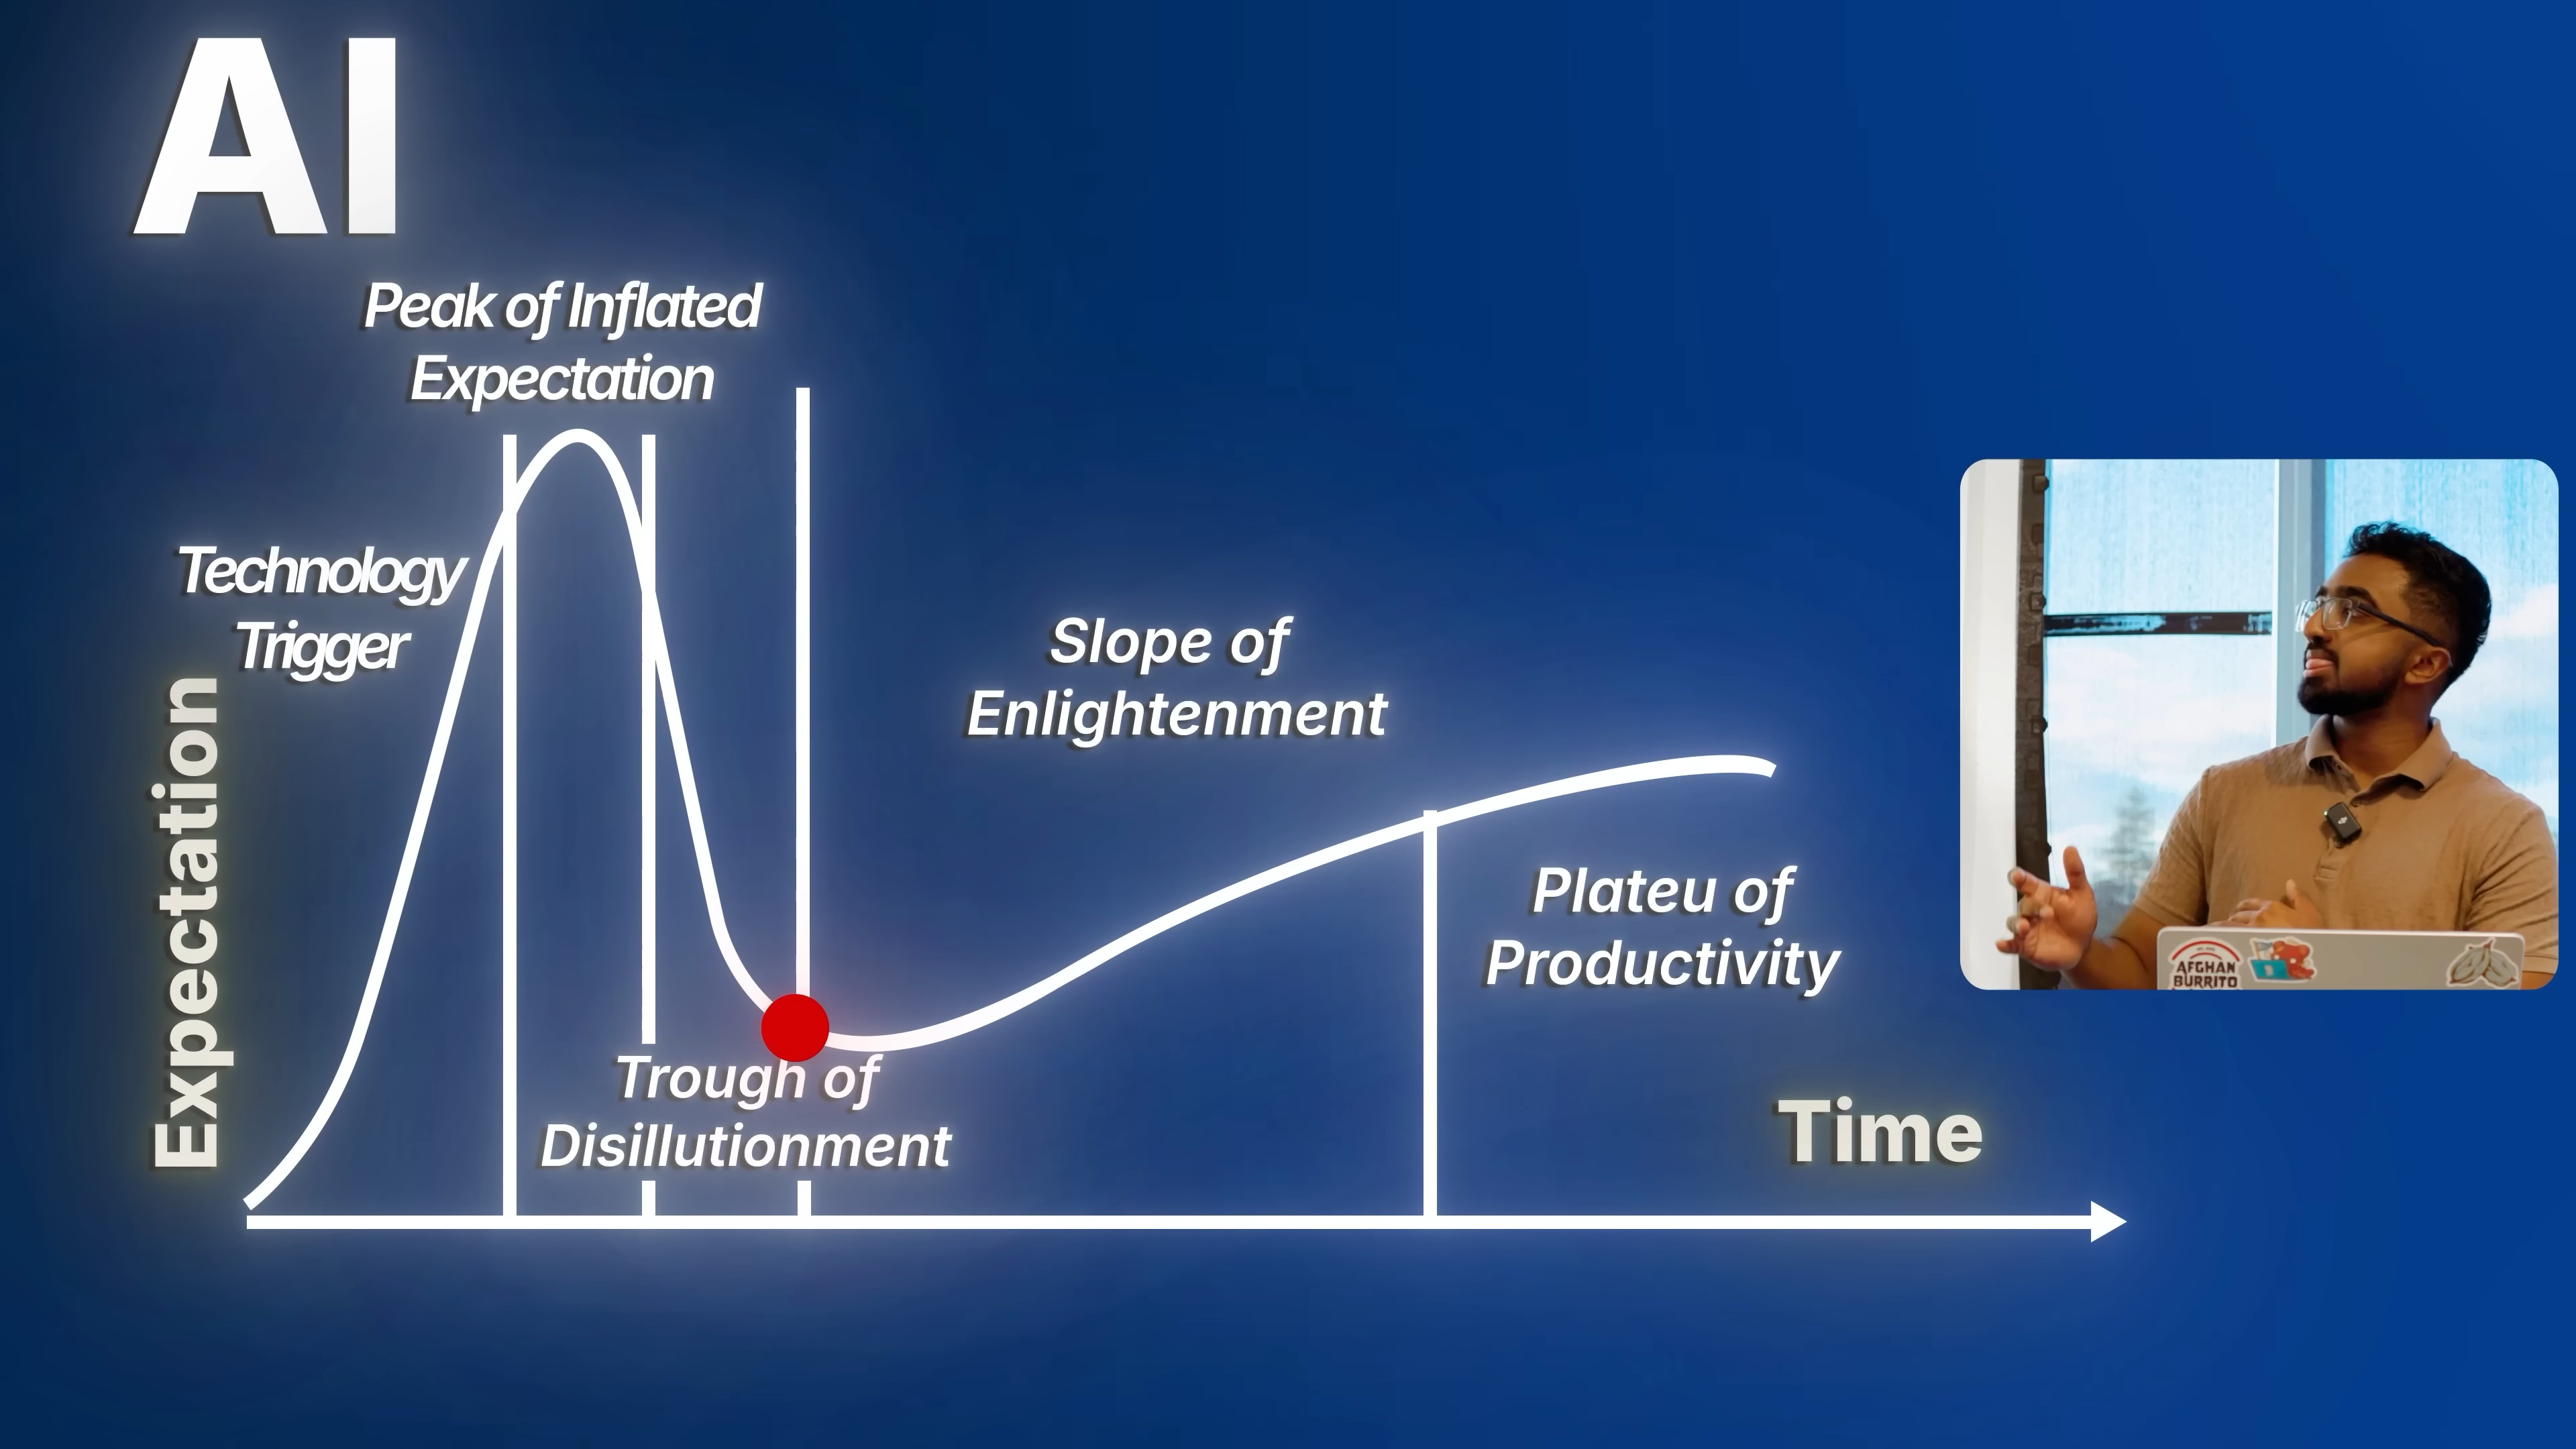 AI
Peak of Inflated
Expectation
Technology
Trigger
Expectation
Slope of
Enlightenment
Trough of
Disillutionment
Plateu of
Productivity
Time
AFGHAN
BURRITO